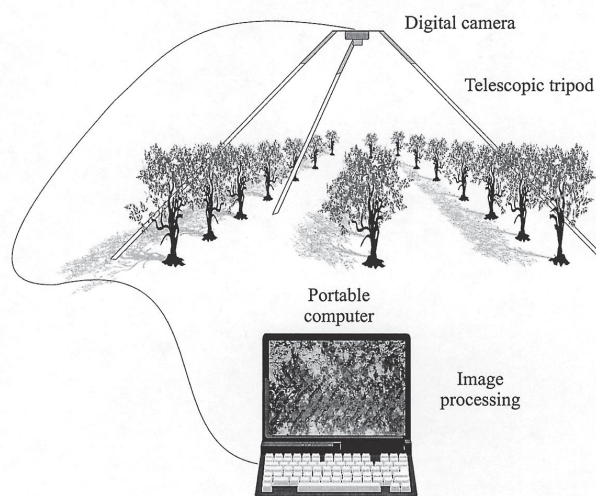 Digital camera
Telescopic tripod
Portable
computer
Image
processing